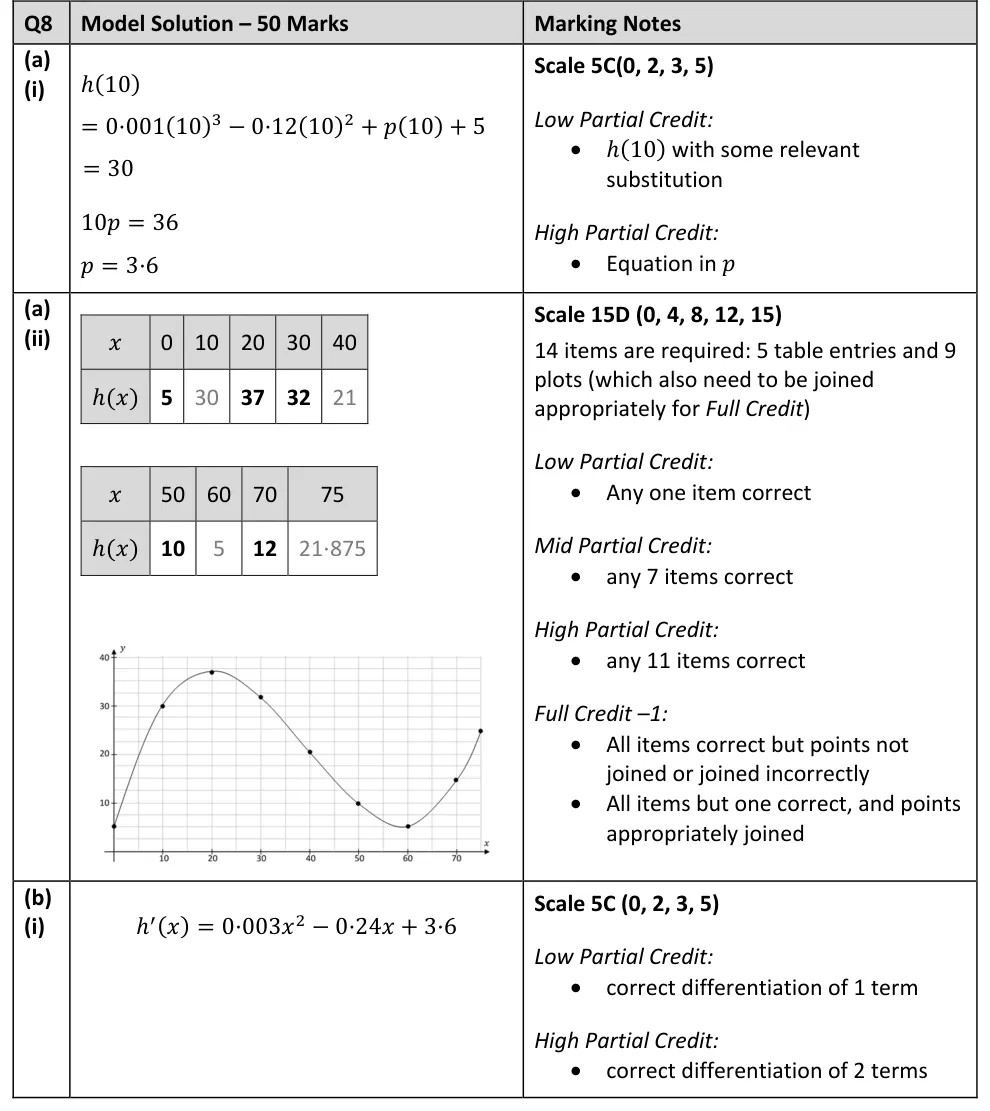 Q8 Model Solution – 50 Marks Marking Notes
(a)
(i)
h(10)
= 0·001(10)³ − 0·12(10)² + p(10) + 5
= 30
10p = 36
p = 3·6
Scale 5C(0, 2, 3, 5)
Low Partial Credit:
• h(10) with some relevant
substitution
High Partial Credit:
• Equation in p
(a)
(ii)
x 0 10 20 30 40
h(x) 5 30 37 32 21
x 50 60 70 75
h(x) 10 5 12 21·875
y
40
30
20
10
10 20 30 40 50 60 70 x
Scale 15D (0, 4, 8, 12, 15)
14 items are required: 5 table entries and 9
plots (which also need to be joined
appropriately for Full Credit)
Low Partial Credit:
• Any one item correct
Mid Partial Credit:
• any 7 items correct
High Partial Credit:
• any 11 items correct
Full Credit –1:
• All items correct but points not
joined or joined incorrectly
• All items but one correct, and points
appropriately joined
(b)
(i)
h′(x) = 0·003x² − 0·24x + 3·6
Scale 5C (0, 2, 3, 5)
Low Partial Credit:
• correct differentiation of 1 term
High Partial Credit:
• correct differentiation of 2 terms